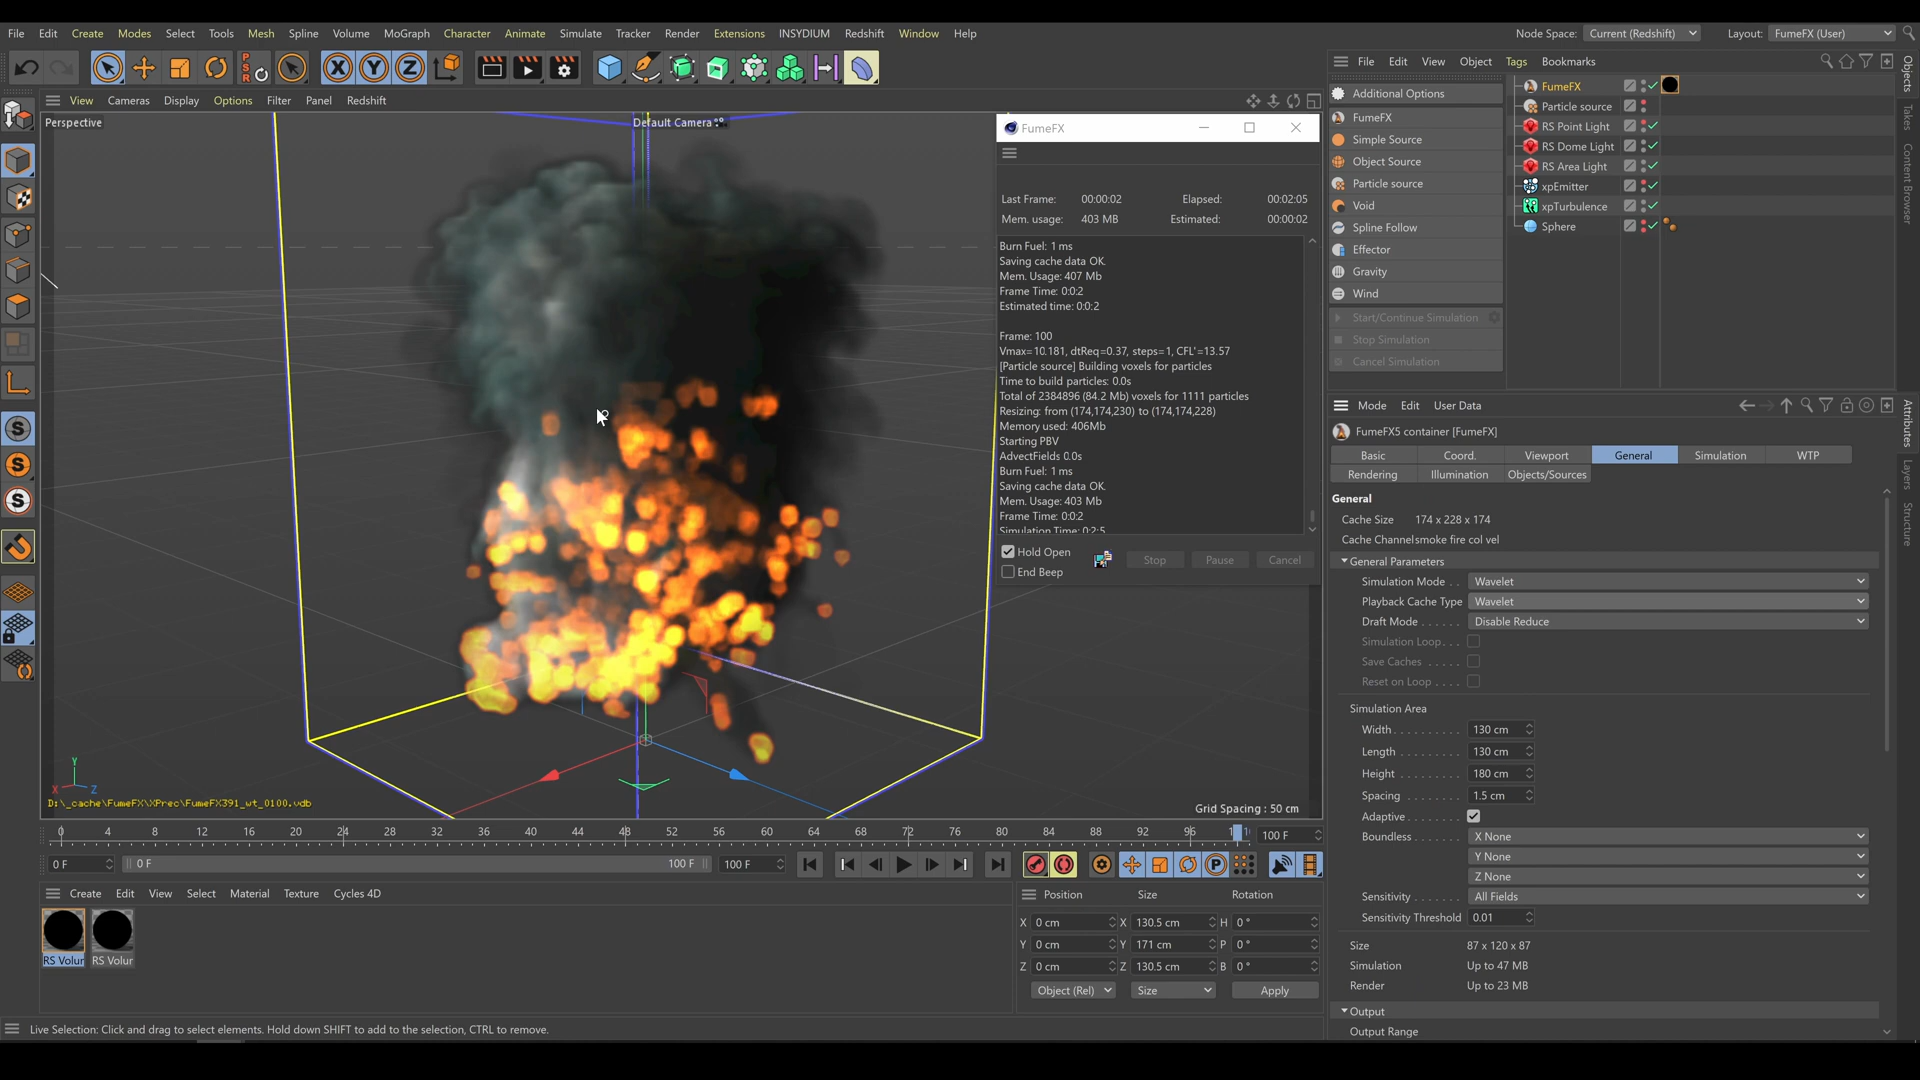 File Edit Create Modes Select Tools Mesh Spline Volume MoGraph Character Animate Simulate Tracker Render Extensions INSYDIUM Redshift Window Help
Node Space: Current (Redshift) Layout: FumeFX (User)
PSR
X Y Z
View Cameras Display Options Filter Panel Redshift
Perspective
Default Camera
FumeFX
Last Frame: 00:00:02 Elapsed: 00:02:05
Mem. usage: 403 MB Estimated: 00:00:02
Burn Fuel: 1 ms
Saving cache data OK.
Mem. Usage: 407 Mb
Frame Time: 0:0:2
Estimated time: 0:0:2
Frame: 100
Vmax=10.181, dtReq=0.37, steps=1, CFL'=13.57
[Particle source] Building voxels for particles
Time to build particles: 0.0s
Total of 2384896 (84.2 Mb) voxels for 1111 particles
Resizing: from (174,174,230) to (174,174,228)
Memory used: 406Mb
Starting PBV
AdvectFields 0.0s
Burn Fuel: 1 ms
Saving cache data OK.
Mem. Usage: 403 Mb
Frame Time: 0:0:2
Simulation Time: 0:2:5
Hold Open
End Beep
Stop Pause Cancel
Y
X Z
D:\_cache\FumeFX\XPrec\FumeFX391_wt_0100.vdb
Grid Spacing : 50 cm
0 4 8 12 16 20 24 28 32 36 40 44 48 52 56 60 64 68 72 76 80 84 88 92 96
100 F
0 F 0 F 100 F 100 F
Create Edit View Select Material Texture Cycles 4D
RS Volur RS Volur
Position Size Rotation
X 0 cm X 130.5 cm H 0 °
Y 0 cm Y 171 cm P 0 °
Z 0 cm Z 130.5 cm B 0 °
Object (Rel) Size Apply
Live Selection: Click and drag to select elements. Hold down SHIFT to add to the selection, CTRL to remove.
File Edit View Object Tags Bookmarks
Additional Options
FumeFX
Simple Source
Object Source
Particle source
Void
Spline Follow
Effector
Gravity
Wind
Start/Continue Simulation
Stop Simulation
Cancel Simulation
FumeFX
Particle source
RS Point Light
RS Dome Light
RS Area Light
xpEmitter
xpTurbulence
Sphere
Objects
Takes
Content Browser
Mode Edit User Data
FumeFX5 container [FumeFX]
Basic Coord. Viewport General Simulation WTP
Rendering Illumination Objects/Sources
General
Cache Size 174 x 228 x 174
Cache Channelsmoke fire col vel
General Parameters
Simulation Mode . . Wavelet
Playback Cache Type Wavelet
Draft Mode . . . . . . Disable Reduce
Simulation Loop. . .
Save Caches . . . . .
Reset on Loop . . . .
Simulation Area
Width. . . . . . . . . . 130 cm
Length . . . . . . . . . 130 cm
Height . . . . . . . . . 180 cm
Spacing . . . . . . . . 1.5 cm
Adaptive . . . . . . . .
Boundless. . . . . . . X None
Y None
Z None
Sensitivity . . . . . . . All Fields
Sensitivity Threshold 0.01
Size 87 x 120 x 87
Simulation Up to 47 MB
Render Up to 23 MB
Output
Output Range
Attributes
Layers
Structure